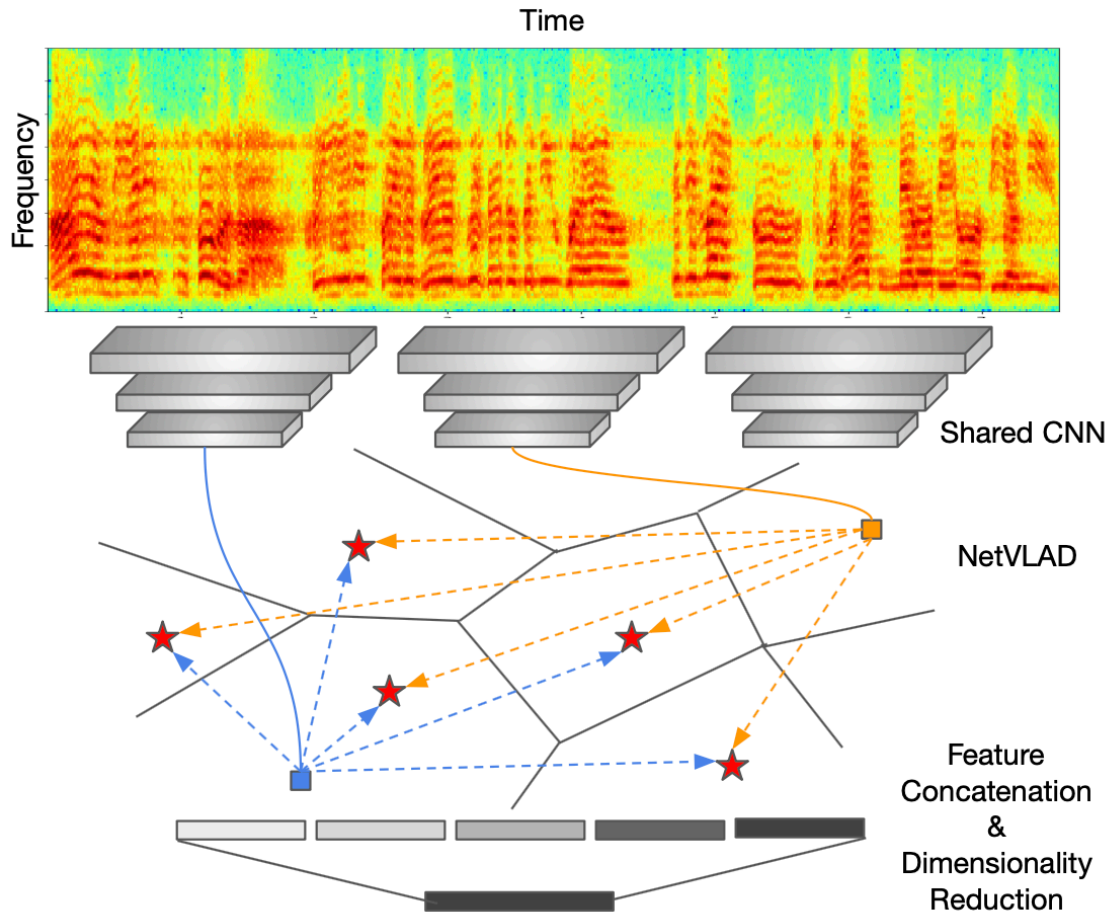 Time
Frequency
Shared CNN
NetVLAD
Feature
Concatenation
&
Dimensionality
Reduction